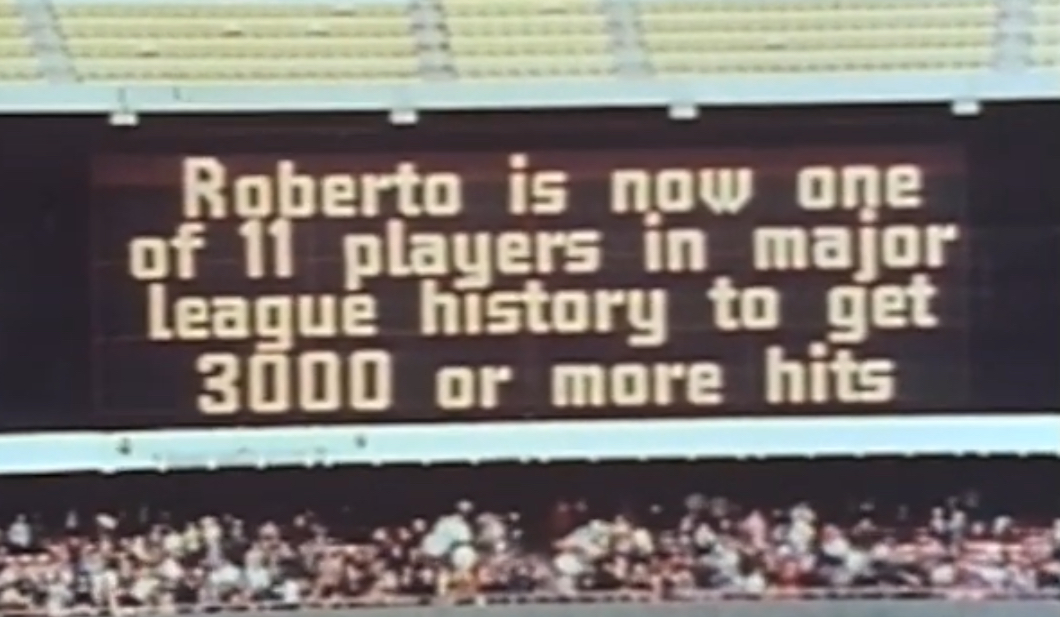 Roberto is now one
of 11 players in major
league history to get
3000 or more hits